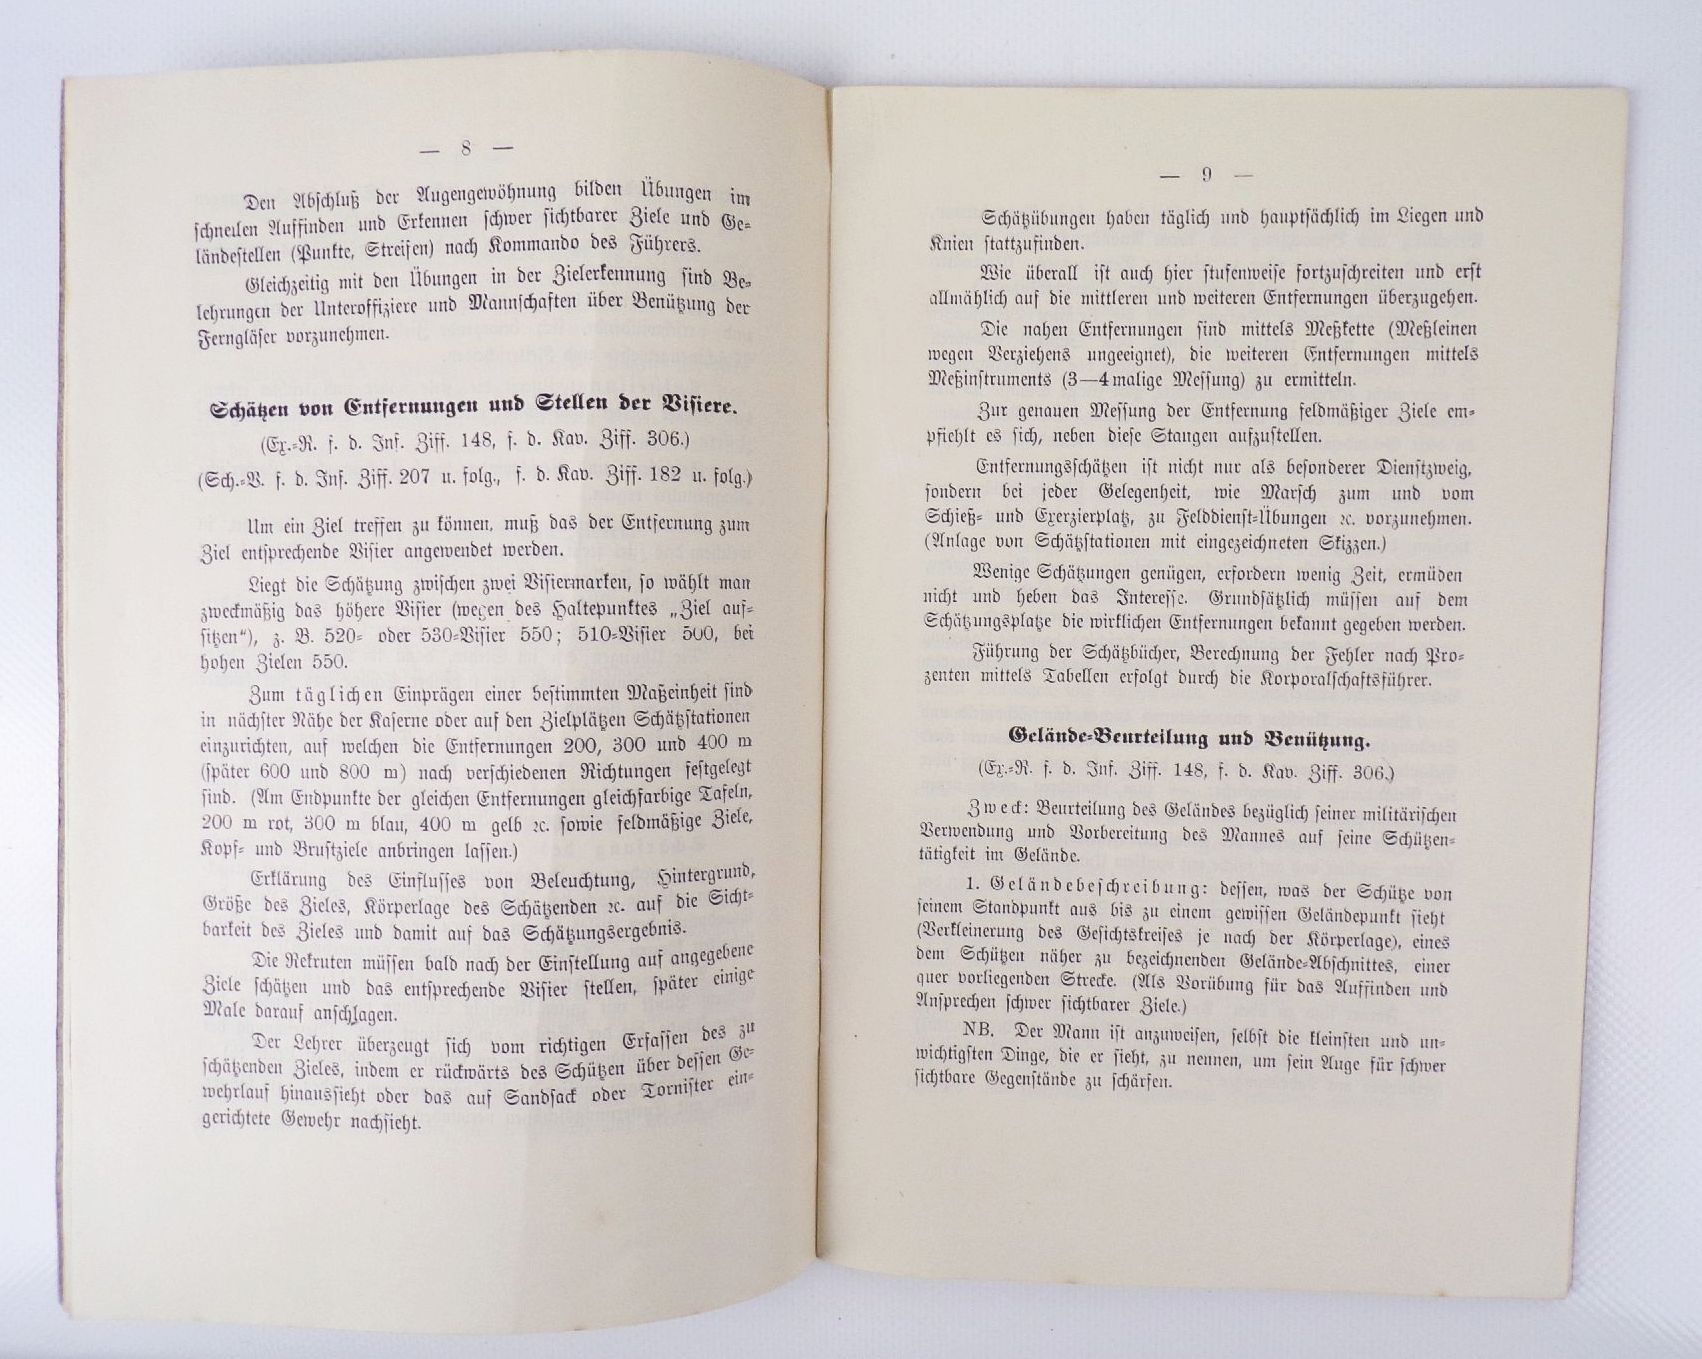 — 8 —
Den Abschluß der Augengewöhnung bilden Übungen im
schnellen Auffinden und Erkennen schwer sichtbarer Ziele und Ge-
ländestellen (Punkte, Streifen) nach Kommando des Führers.
Gleichzeitig mit den Übungen in der Zielerkennung sind Be-
lehrungen der Unteroffiziere und Mannschaften über Benützung der
Ferngläser vorzunehmen.
Schätzen von Entfernungen und Stellen der Visiere.
(Ex.-R. f. d. Inf. Ziff. 148, f. d. Kav. Ziff. 306.)
(Sch.-V. f. d. Inf. Ziff. 207 u. folg., f. d. Kav. Ziff. 182 u. folg.)
Um ein Ziel treffen zu können, muß das der Entfernung zum
Ziel entsprechende Visier angewendet werden.
Liegt die Schätzung zwischen zwei Visiermarken, so wählt man
zweckmäßig das höhere Visier (wegen des Haltepunktes „Ziel auf-
sitzen“), z. B. 520- oder 530-Visier 550; 510-Visier 500, bei
hohen Zielen 550.
Zum täglichen Einprägen einer bestimmten Maßeinheit sind
in nächster Nähe der Kaserne oder auf den Zielplätzen Schätzstationen
einzurichten, auf welchen die Entfernungen 200, 300 und 400 m
(später 600 und 800 m) nach verschiedenen Richtungen festgelegt
sind. (Am Endpunkte der gleichen Entfernungen gleichfarbige Tafeln,
200 m rot, 300 m blau, 400 m gelb ꝛc. sowie feldmäßige Ziele,
Kopf- und Brustziele anbringen lassen.)
Erklärung des Einflusses von Beleuchtung, Hintergrund,
Größe des Zieles, Körperlage des Schätzenden ꝛc. auf die Sicht-
barkeit des Zieles und damit auf das Schätzungsergebnis.
Die Rekruten müssen bald nach der Einstellung auf angegebene
Ziele schätzen und das entsprechende Visier stellen, später einige
Male darauf anschlagen.
Der Lehrer überzeugt sich vom richtigen Erfassen des zu
schätzenden Zieles, indem er rückwärts des Schützen über dessen Ge-
wehrlauf hinaussieht oder das auf Sandsack oder Tornister ein-
gerichtete Gewehr nachsieht.
— 9 —
Schätzübungen haben täglich und hauptsächlich im Liegen und
Knien stattzufinden.
Wie überall ist auch hier stufenweise fortzuschreiten und erst
allmählich auf die mittleren und weiteren Entfernungen überzugehen.
Die nahen Entfernungen sind mittels Meßkette (Meßleinen
wegen Verziehens ungeeignet), die weiteren Entfernungen mittels
Meßinstruments (3—4malige Messung) zu ermitteln.
Zur genauen Messung der Entfernung feldmäßiger Ziele em-
pfiehlt es sich, neben diese Stangen aufzustellen.
Entfernungsschätzen ist nicht nur als besonderer Dienstzweig,
sondern bei jeder Gelegenheit, wie Marsch zum und vom
Schieß- und Exerzierplatz, zu Felddienst-Übungen ꝛc. vorzunehmen.
(Anlage von Schätzstationen mit eingezeichneten Skizzen.)
Wenige Schätzungen genügen, erfordern wenig Zeit, ermüden
nicht und heben das Interesse. Grundsätzlich müssen auf dem
Schätzungsplatze die wirklichen Entfernungen bekannt gegeben werden.
Führung der Schätzbücher, Berechnung der Fehler nach Pro-
zenten mittels Tabellen erfolgt durch die Korporalschaftsführer.
Gelände-Beurteilung und Benützung.
(Ex.-R. f. d. Inf. Ziff. 148, f. d. Kav. Ziff. 306.)
Zweck: Beurteilung des Geländes bezüglich seiner militärischen
Verwendung und Vorbereitung des Mannes auf seine Schützen-
tätigkeit im Gelände.
1. Geländebeschreibung: dessen, was der Schütze von
seinem Standpunkt aus bis zu einem gewissen Geländepunkt sieht
(Verkleinerung des Gesichtskreises je nach der Körperlage), eines
dem Schützen näher zu bezeichnenden Gelände-Abschnittes, einer
quer vorliegenden Strecke. (Als Vorübung für das Auffinden und
Ansprechen schwer sichtbarer Ziele.)
NB. Der Mann ist anzuweisen, selbst die kleinsten und un-
wichtigsten Dinge, die er sieht, zu nennen, um sein Auge für schwer
sichtbare Gegenstände zu schärfen.